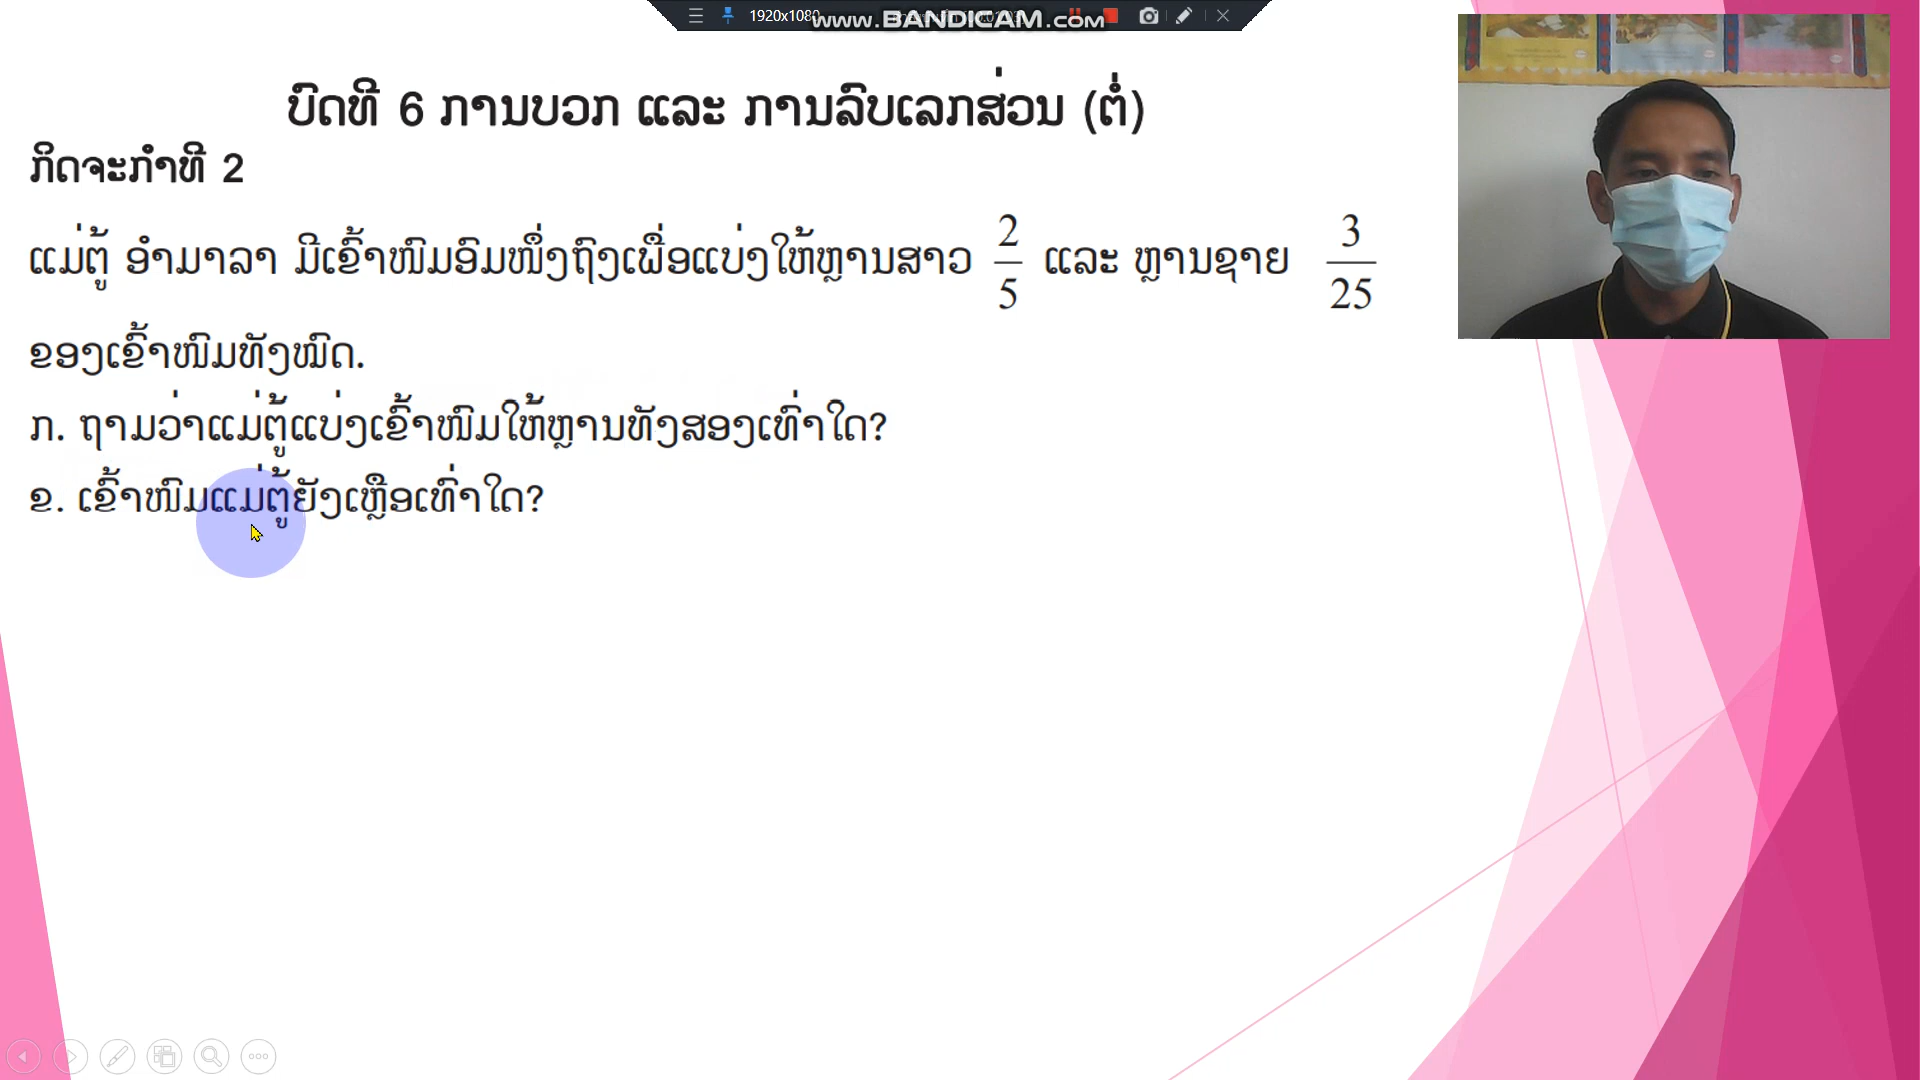 1920x1080
www.BANDICAM.com
ບົດທີ 6 ການບວກ ແລະ ການລົບເລກສ່ວນ (ຕໍ່)
ກິດຈະກຳທີ 2
ແມ່ຕູ້ ອຳມາລາ ມີເຂົ້າໜົມອົມໜຶ່ງຖົງເພື່ອແບ່ງໃຫ້ຫຼານສາວ 2/5 ແລະ ຫຼານຊາຍ 3/25
ຂອງເຂົ້າໜົມທັງໝົດ.
ກ. ຖາມວ່າແມ່ຕູ້ແບ່ງເຂົ້າໜົມໃຫ້ຫຼານທັງສອງເທົ່າໃດ?
ຂ. ເຂົ້າໜົມແມ່ຕູ້ຍັງເຫຼືອເທົ່າໃດ?